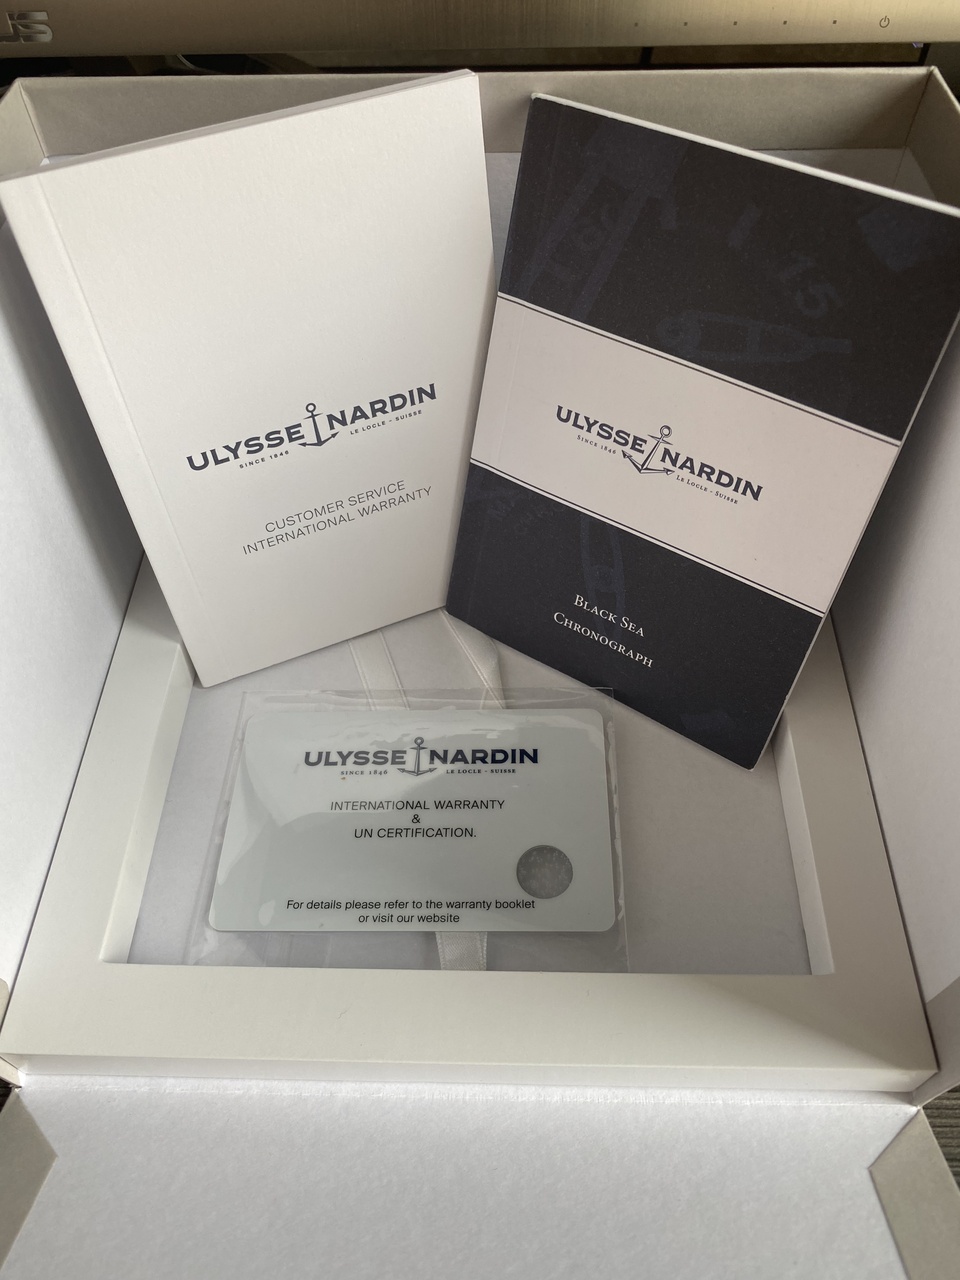 US
ULYSSE NARDIN
SINCE 1846 LE LOCLE - SUISSE
CUSTOMER SERVICE
INTERNATIONAL WARRANTY
15
ULYSSE NARDIN
SINCE 1846 LE LOCLE - SUISSE
BLACK SEA
CHRONOGRAPH
ULYSSE NARDIN
SINCE 1846 LE LOCLE - SUISSE
INTERNATIONAL WARRANTY
&
UN CERTIFICATION.
For details please refer to the warranty booklet
or visit our website